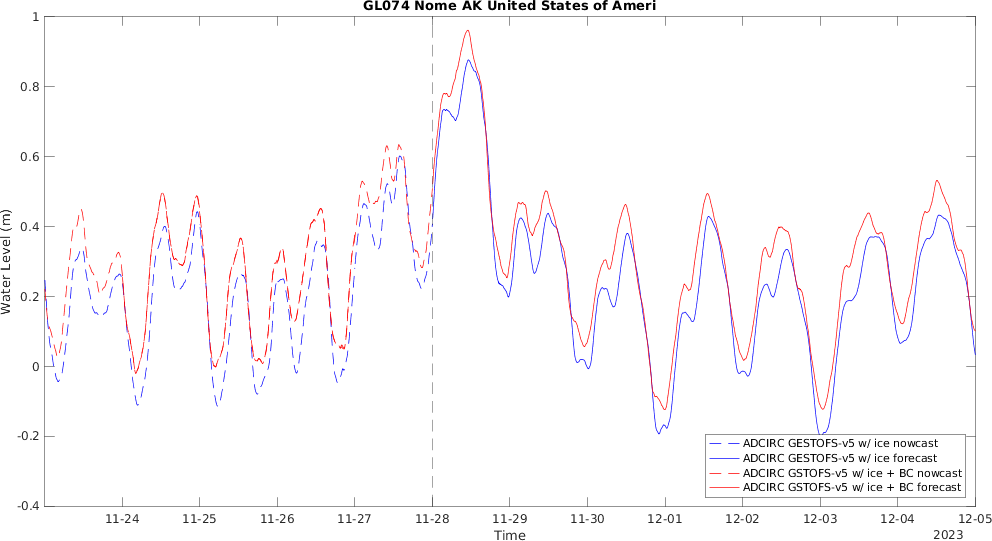 GL074 Nome AK United States of Ameri
1
0.8
0.6
0.4
0.2
0
-0.2
-0.4
Water Level (m)
ADCIRC GESTOFS-v5 w/ ice nowcast
ADCIRC GESTOFS-v5 w/ ice forecast
ADCIRC GSTOFS-v5 w/ ice + BC nowcast
ADCIRC GSTOFS-v5 w/ ice + BC forecast
11-24 11-25 11-26 11-27 11-28 11-29 11-30 12-01 12-02 12-03 12-04 12-05
Time
2023